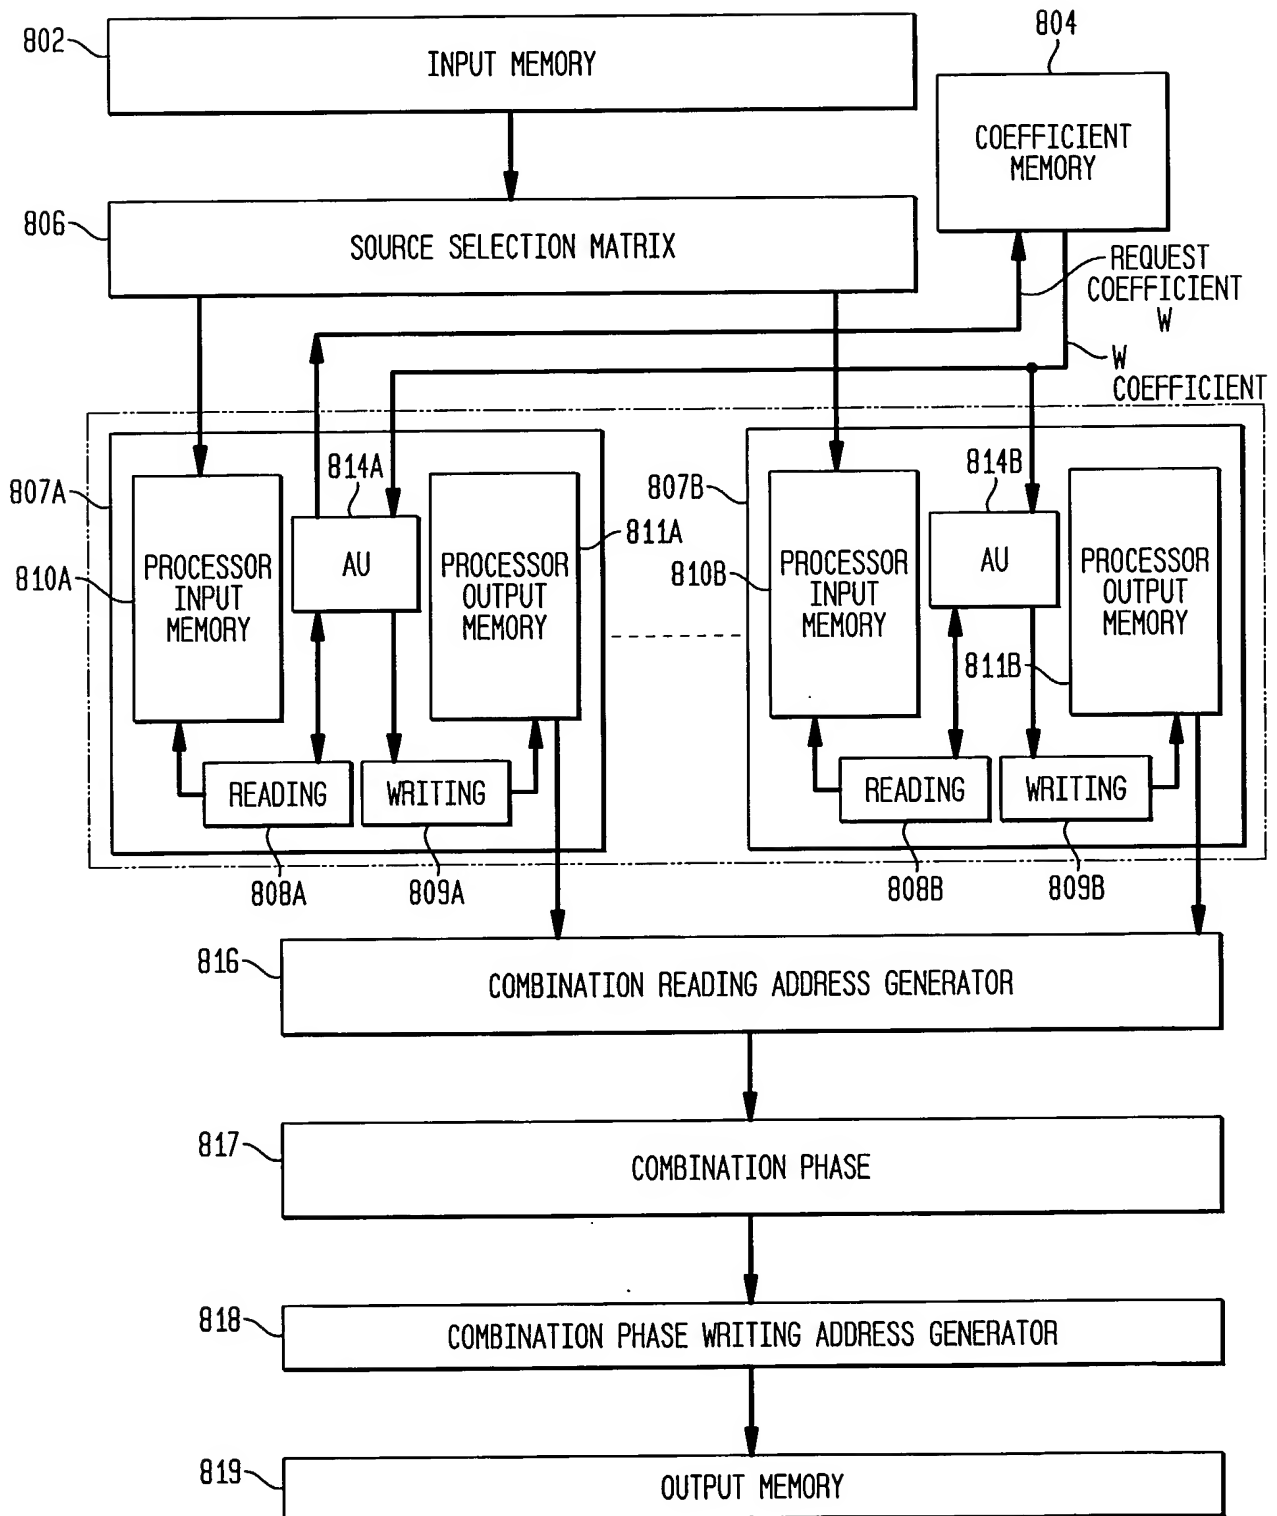 802
INPUT MEMORY
804
COEFFICIENT
MEMORY
806
SOURCE SELECTION MATRIX
REQUEST
COEFFICIENT
W
W
COEFFICIENT
807A
814A
811A
810A
PROCESSOR
INPUT
MEMORY
AU
PROCESSOR
OUTPUT
MEMORY
READING
WRITING
808A
809A
807B
814B
810B
PROCESSOR
INPUT
MEMORY
AU
811B
PROCESSOR
OUTPUT
MEMORY
READING
WRITING
808B
809B
816
COMBINATION READING ADDRESS GENERATOR
817
COMBINATION PHASE
818
COMBINATION PHASE WRITING ADDRESS GENERATOR
819
OUTPUT MEMORY